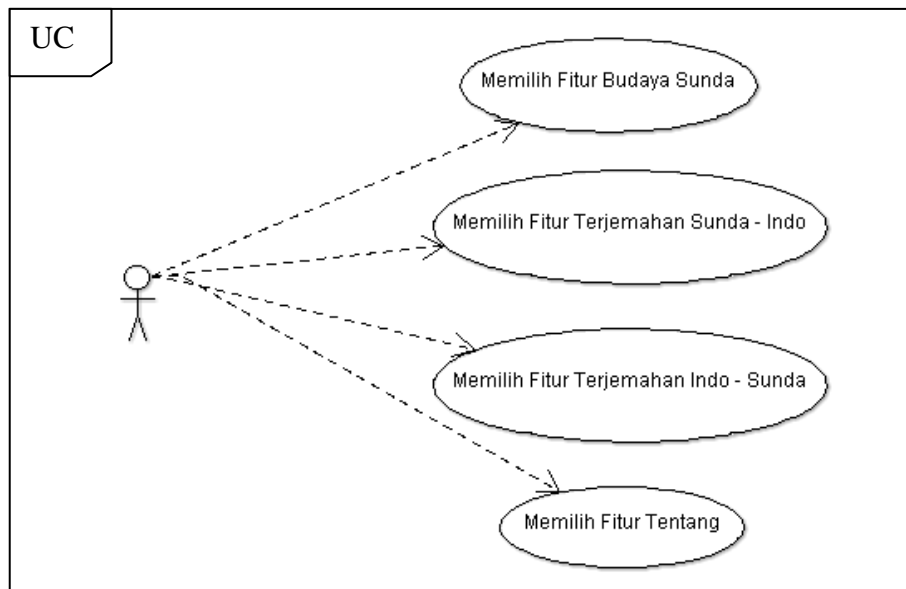 UC
Memilih Fitur Budaya Sunda
Memilih Fitur Terjemahan Sunda - Indo
Memilih Fitur Terjemahan Indo - Sunda
Memilih Fitur Tentang